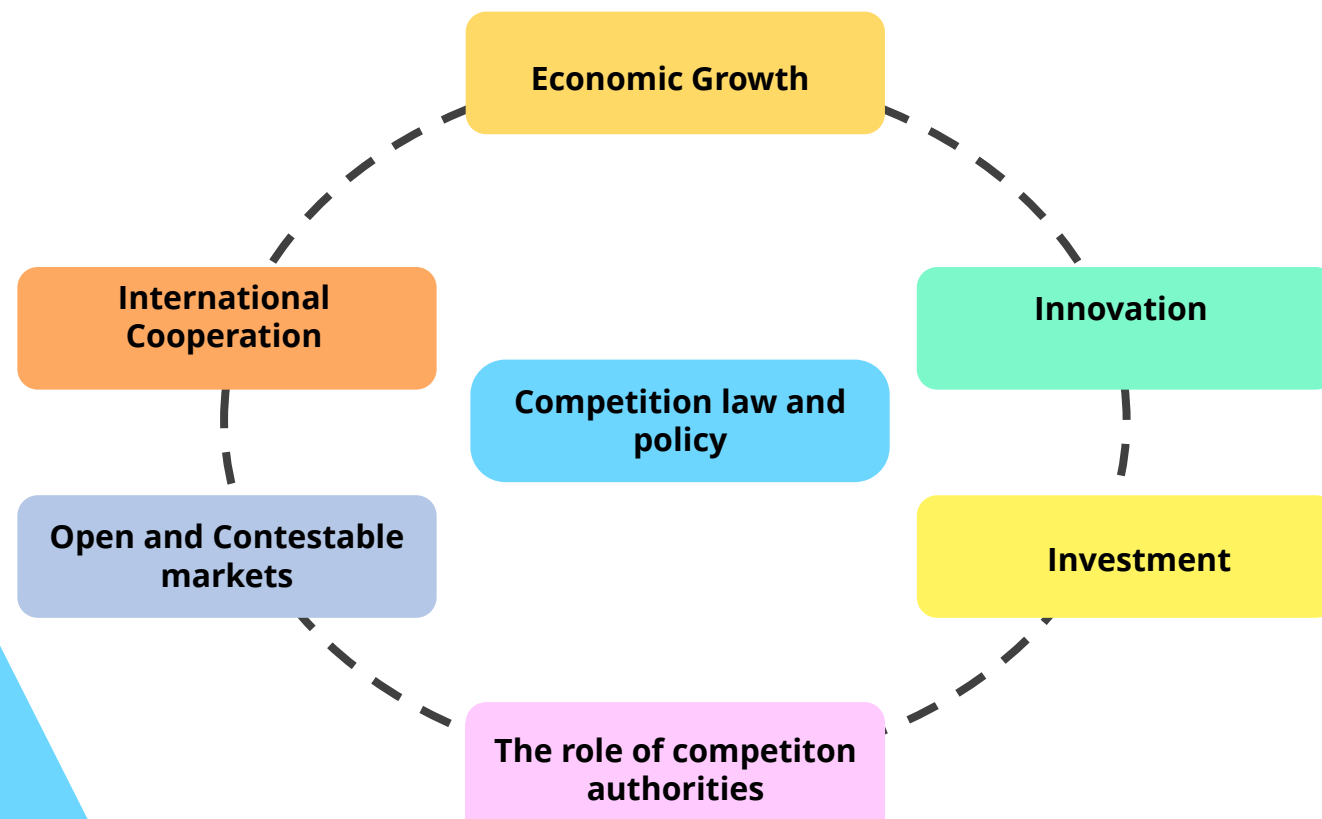 Economic Growth
International
Cooperation
Innovation
Competition law and
policy
Open and Contestable
markets
Investment
The role of competiton
authorities